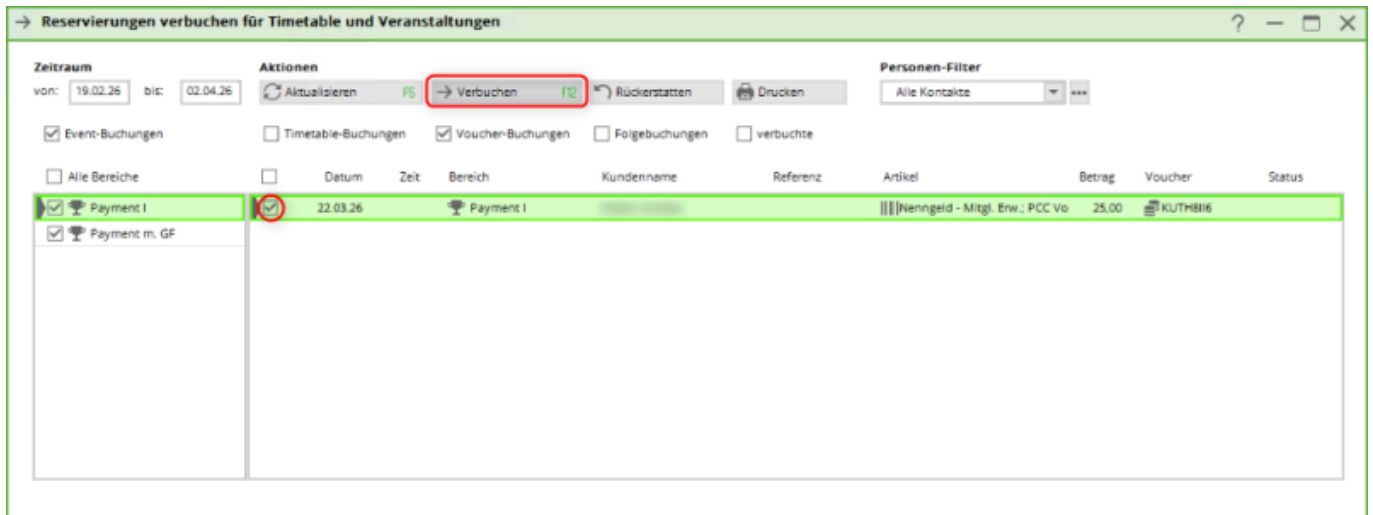 Reservierungen verbuchen für Timetable und Veranstaltungen
Zeitraum Aktionen Personen-Filter
von: 19.02.26 bis: 02.04.26 Aktualisieren F5 Verbuchen F12 Rückerstatten Drucken Alle Kontakte
Event-Buchungen Timetable-Buchungen Voucher-Buchungen Folgebuchungen verbuchte
Alle Bereiche Datum Zeit Bereich Kundenname Referenz Artikel Betrag Voucher Status
Payment I 22.03.26 Payment I Nenngeld - Mitgl. Erw.; PCC Vo 25,00
Payment m. GF